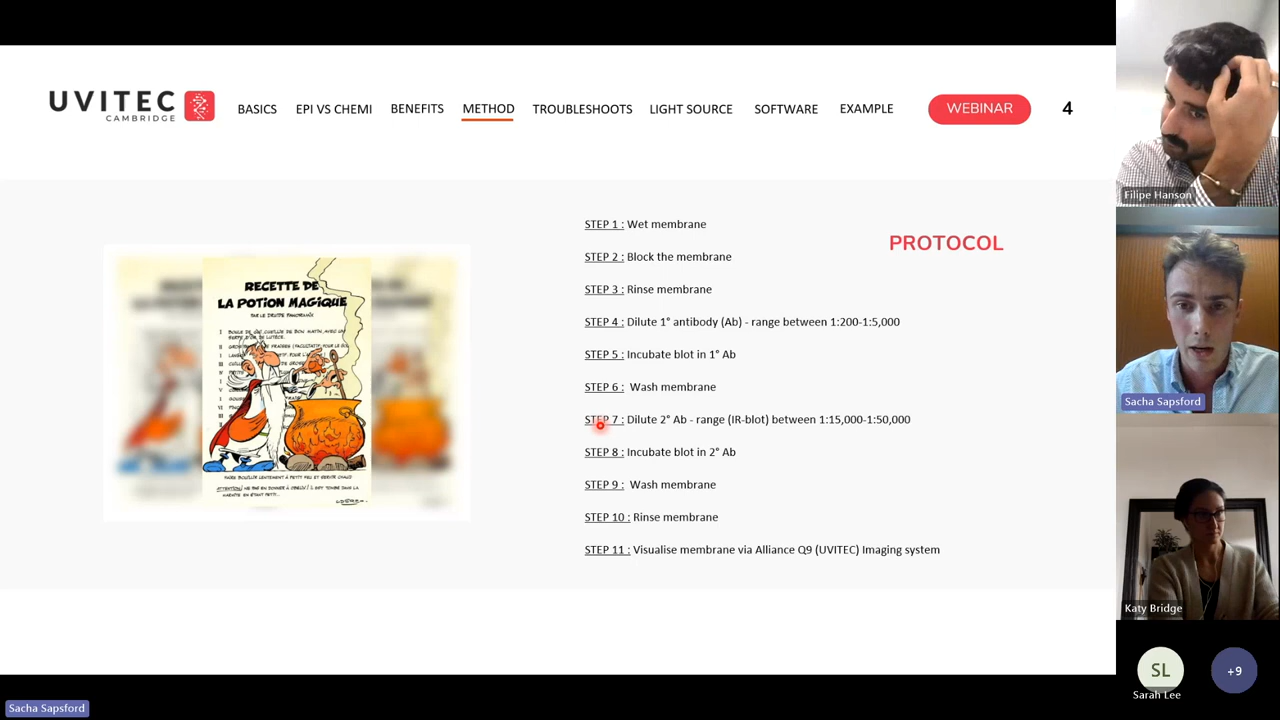 UVITEC
CAMBRIDGE
BASICS
EPI VS CHEMI
BENEFITS
METHOD
TROUBLESHOOTS
LIGHT SOURCE
SOFTWARE
EXAMPLE
WEBINAR
4
PROTOCOL
STEP 1 : Wet membrane
STEP 2 : Block the membrane
STEP 3 : Rinse membrane
STEP 4 : Dilute 1° antibody (Ab) - range between 1:200-1:5,000
STEP 5 : Incubate blot in 1° Ab
STEP 6 : Wash membrane
STEP 7 : Dilute 2° Ab - range (IR-blot) between 1:15,000-1:50,000
STEP 8 : Incubate blot in 2° Ab
STEP 9 : Wash membrane
STEP 10 : Rinse membrane
STEP 11 : Visualise membrane via Alliance Q9 (UVITEC) Imaging system
RECETTE DE
LA POTION MAGIQUE
PAR LE DRUIDE PANORAMIX
Filipe Hanson
Sacha Sapsford
Katy Bridge
SL
Sarah Lee
+9
Sacha Sapsford